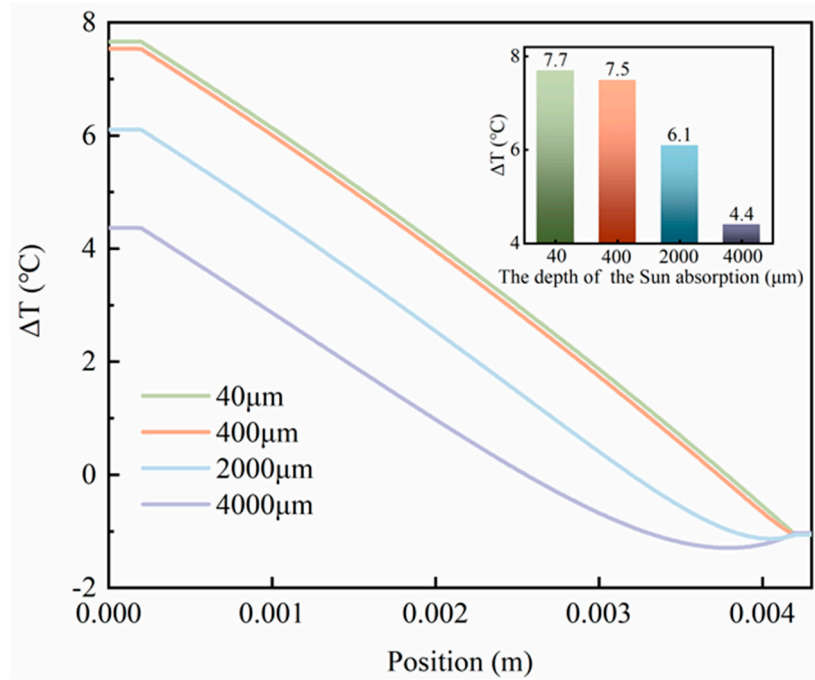 8
6
4
2
0
-2
ΔT (℃)
0.000 0.001 0.002 0.003 0.004
Position (m)
40μm
400μm
2000μm
4000μm
8
6
4
ΔT (℃)
7.7
7.5
6.1
4.4
40 400 2000 4000
The depth of the Sun absorption (μm)